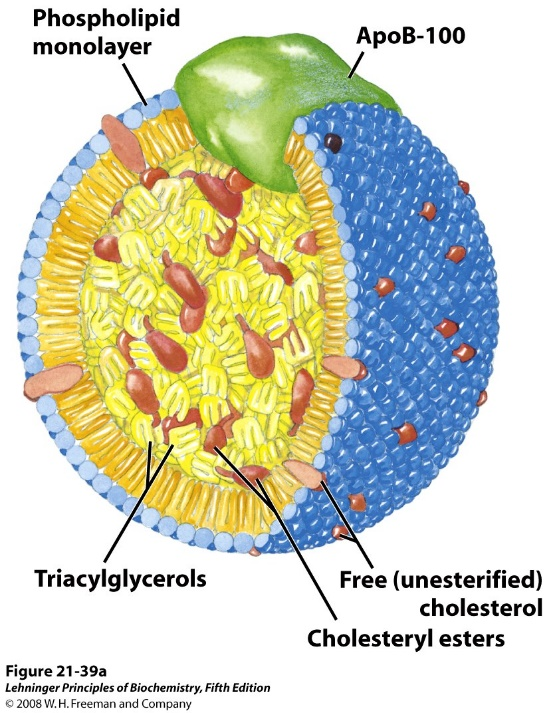 Phospholipid
monolayer
ApoB-100
Triacylglycerols
Free (unesterified)
cholesterol
Cholesteryl esters
Figure 21-39a
Lehninger Principles of Biochemistry, Fifth Edition
© 2008 W. H. Freeman and Company